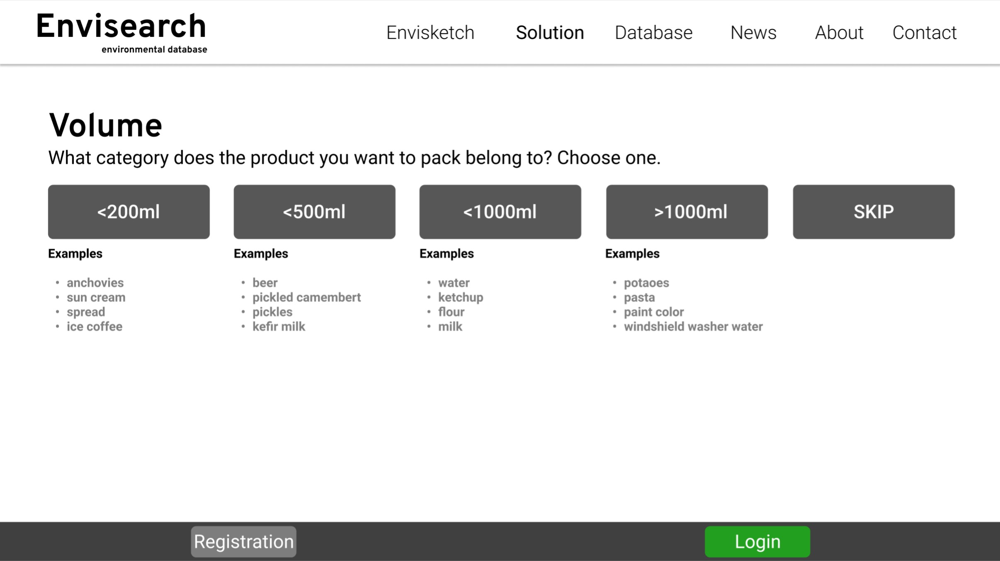 Envisearch
environmental database
Envisketch Solution Database News About Contact
Volume
What category does the product you want to pack belong to? Choose one.
<200ml <500ml <1000ml >1000ml SKIP
Examples
• anchovies
• sun cream
• spread
• ice coffee
Examples
• beer
• pickled camembert
• pickles
• kefir milk
Examples
• water
• ketchup
• flour
• milk
Examples
• potaoes
• pasta
• paint color
• windshield washer water
Registration Login